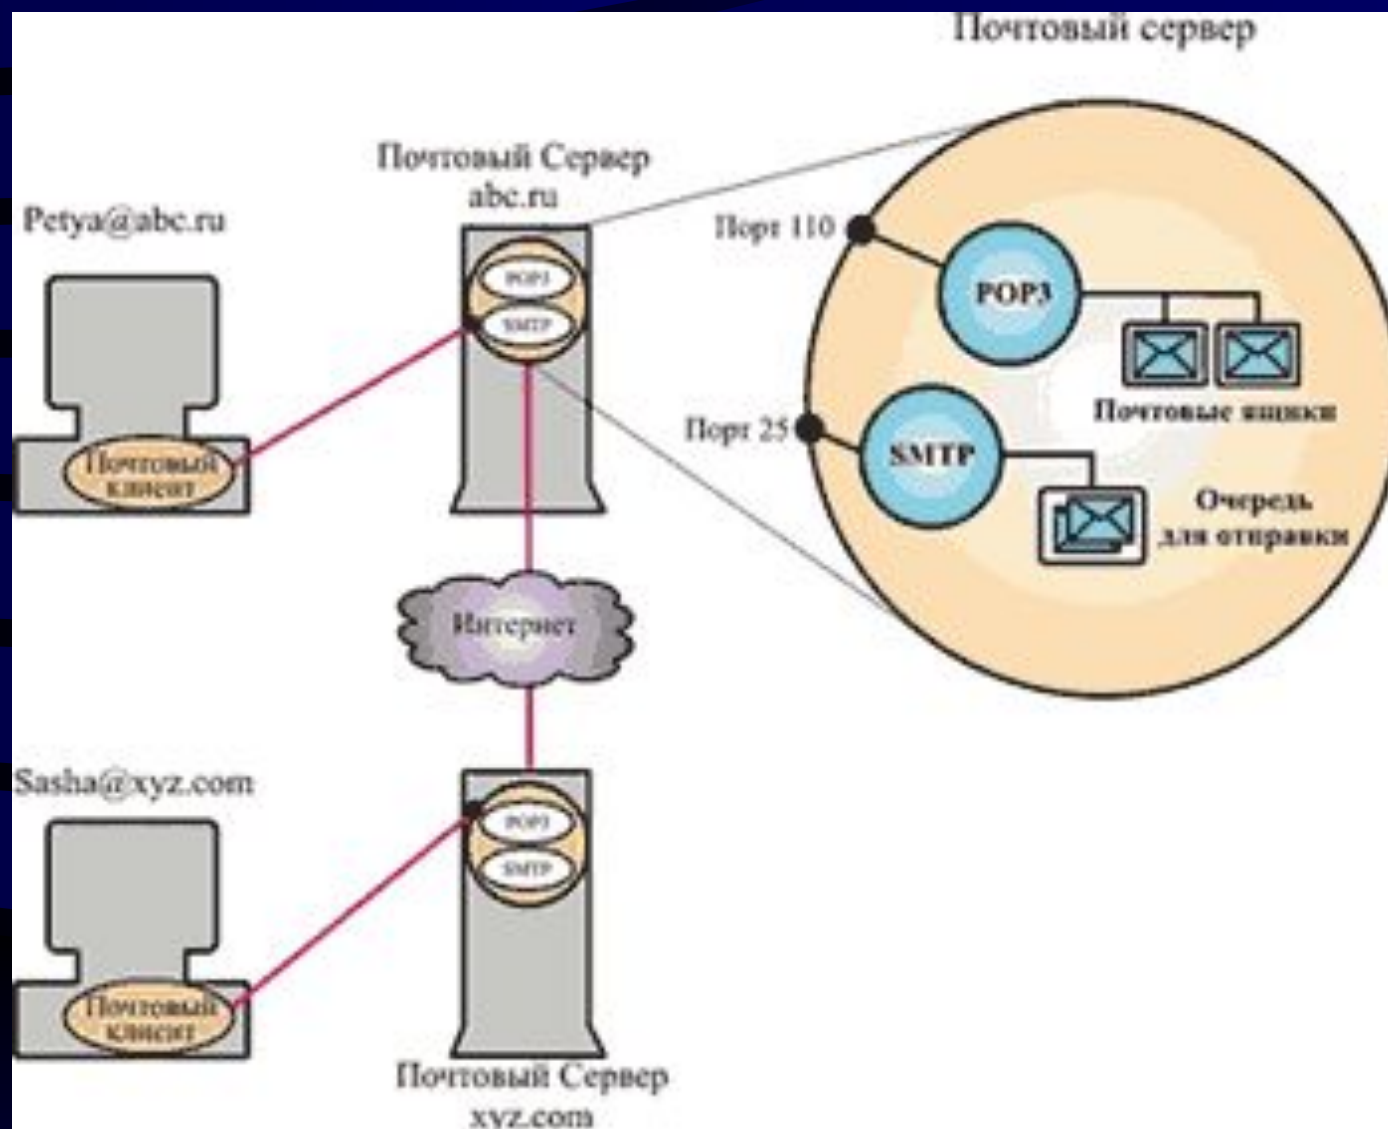 Почтовый сервер
Почтовый Сервер
abc.ru
Petya@abc.ru
Порт 110
POP3
POP3
SMTP
Почтовые ящики
Порт 25
SMTP
Почтовый
клиент
Очередь
для отправки
Интернет
Sasha@xyz.com
POP3
SMTP
Почтовый
клиент
Почтовый Сервер
xyz.com